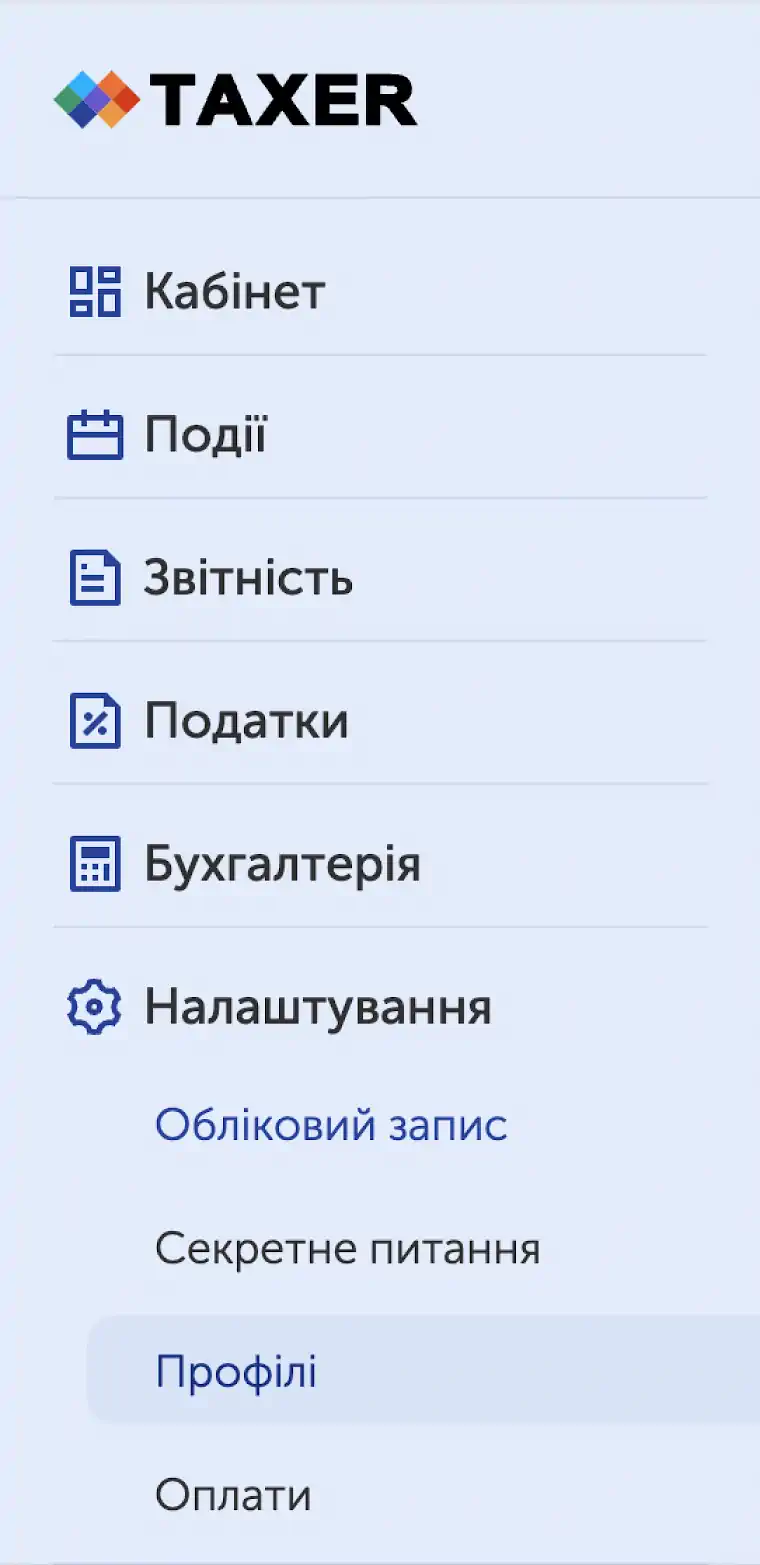 TAXER
Кабінет
Події
Звітність
Податки
Бухгалтерія
Налаштування
Обліковий запис
Секретне питання
Профілі
Оплати